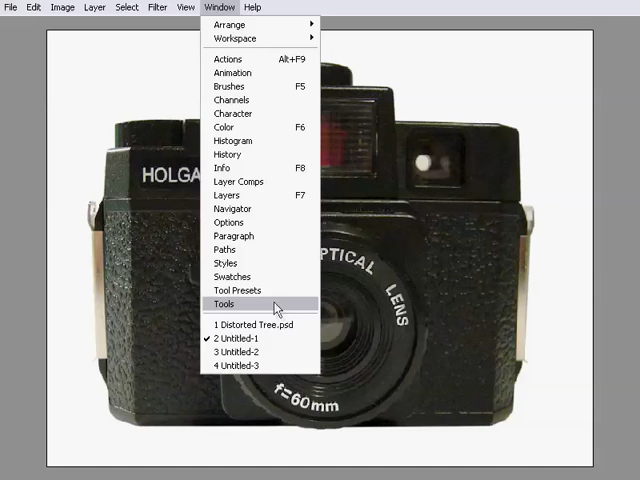 File Edit Image Layer Select Filter View Window Help
Arrange
Workspace
Actions Alt+F9
Animation
Brushes F5
Channels
Character
Color F6
Histogram
History
Info F8
Layer Comps
Layers F7
Navigator
Options
Paragraph
Paths
Styles
Swatches
Tool Presets
Tools
1 Distorted Tree.psd
2 Untitled-1
3 Untitled-2
4 Untitled-3
HOLGA
OPTICAL LENS
f=60mm